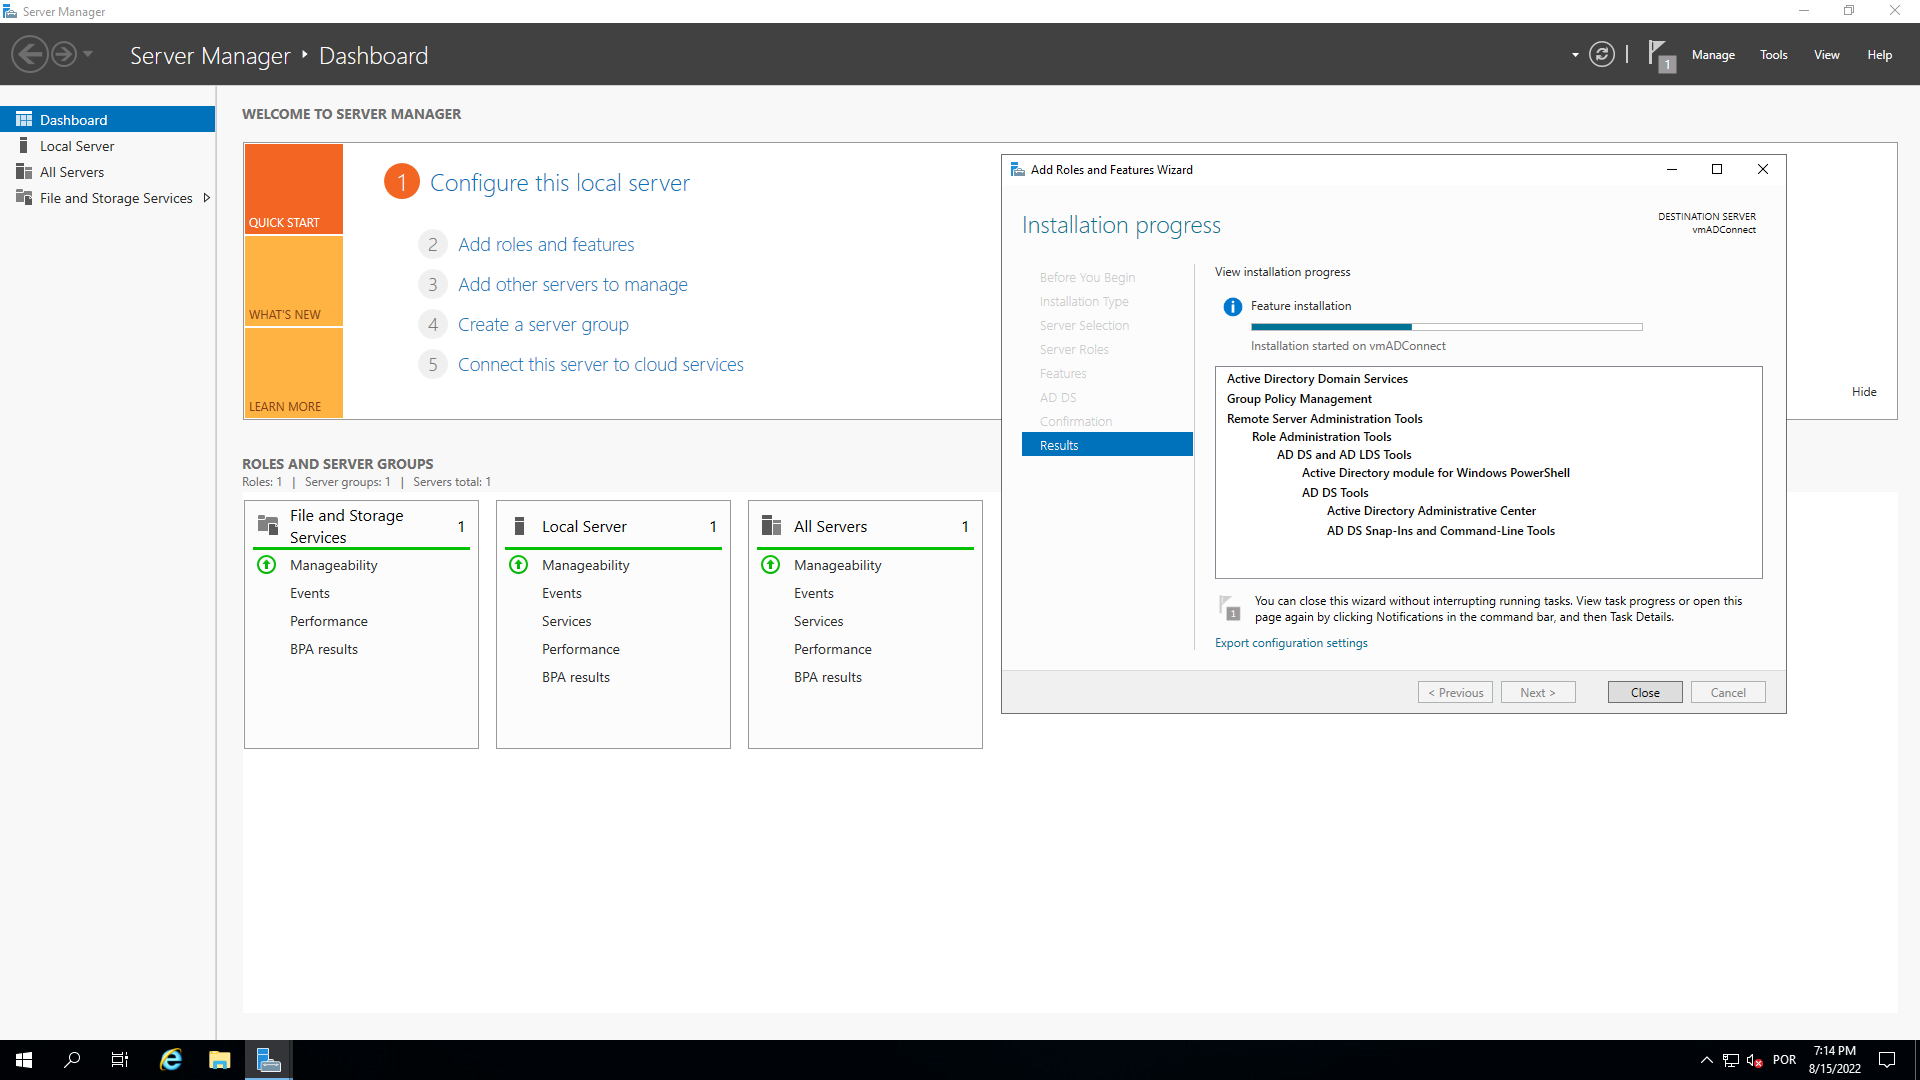 Server Manager
Server Manager ‣ Dashboard
1
Manage
Tools
View
Help
Dashboard
Local Server
All Servers
File and Storage Services
WELCOME TO SERVER MANAGER
QUICK START
WHAT'S NEW
LEARN MORE
1 Configure this local server
2 Add roles and features
3 Add other servers to manage
4 Create a server group
5 Connect this server to cloud services
Hide
ROLES AND SERVER GROUPS
Roles: 1 | Server groups: 1 | Servers total: 1
File and Storage
Services
1
Manageability
Events
Performance
BPA results
Local Server 1
Manageability
Events
Services
Performance
BPA results
All Servers 1
Manageability
Events
Services
Performance
BPA results
Add Roles and Features Wizard
Installation progress
DESTINATION SERVER
vmADConnect
Before You Begin
Installation Type
Server Selection
Server Roles
Features
AD DS
Confirmation
Results
View installation progress
Feature installation
Installation started on vmADConnect
Active Directory Domain Services
Group Policy Management
Remote Server Administration Tools
Role Administration Tools
AD DS and AD LDS Tools
Active Directory module for Windows PowerShell
AD DS Tools
Active Directory Administrative Center
AD DS Snap-Ins and Command-Line Tools
1
You can close this wizard without interrupting running tasks. View task progress or open this
page again by clicking Notifications in the command bar, and then Task Details.
Export configuration settings
< Previous
Next >
Close
Cancel
POR
7:14 PM
8/15/2022